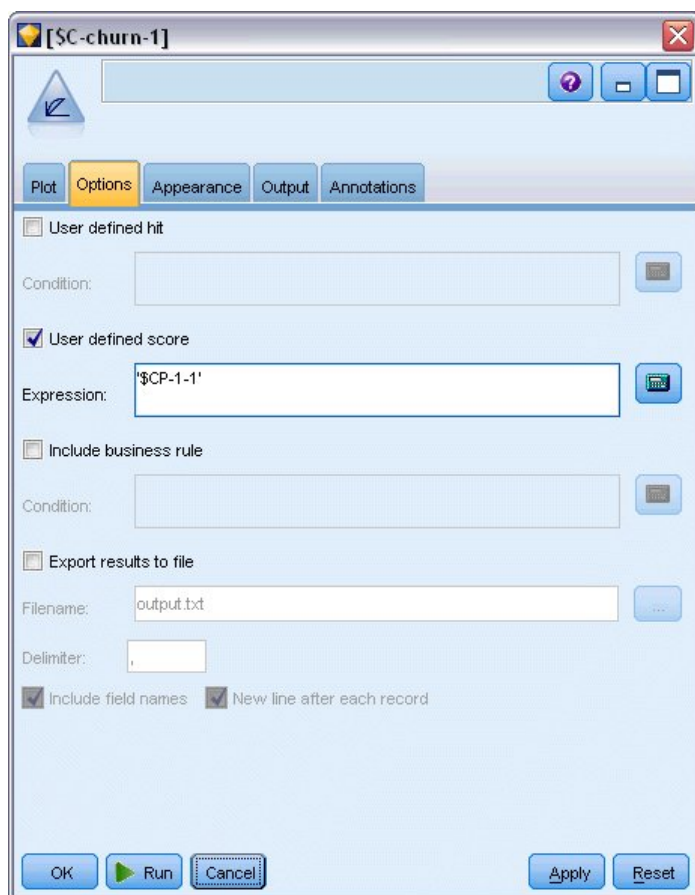 [$C-churn-1]
Plot Options Appearance Output Annotations
User defined hit
Condition:
User defined score
Expression: '$CP-1-1'
Include business rule
Condition:
Export results to file
Filename: output.txt
...
Delimiter: ,
Include field names New line after each record
OK Run Cancel Apply Reset